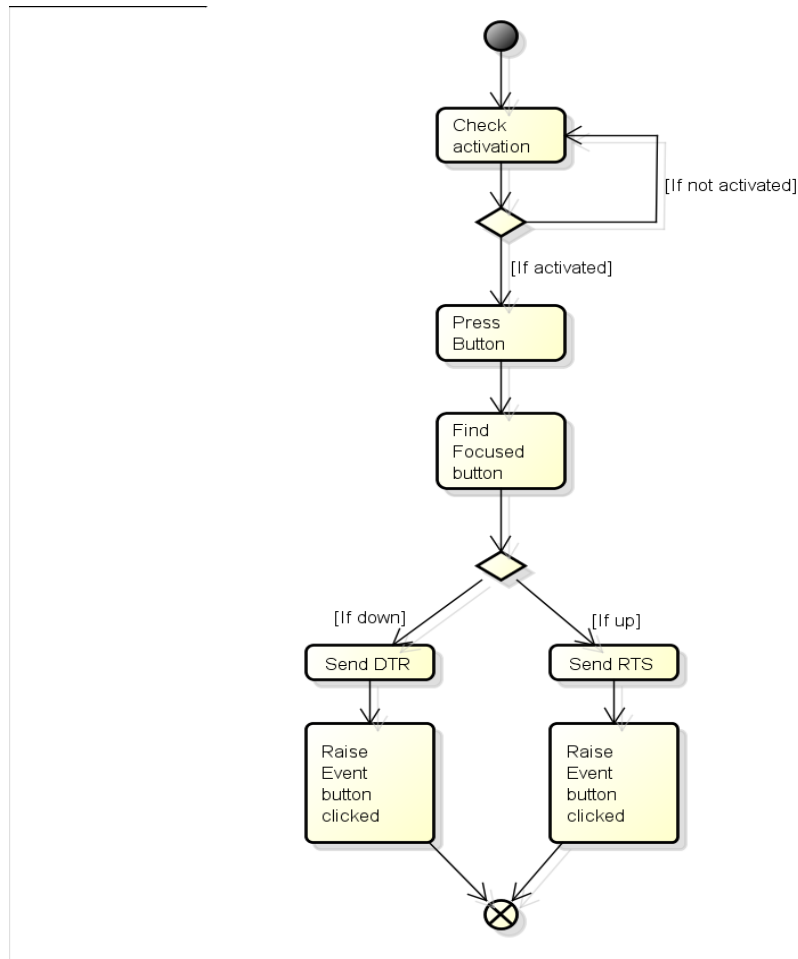 Check
activation
[If not activated]
[If activated]
Press
Button
Find
Focused
button
[If down]
[If up]
Send DTR
Send RTS
Raise
Event
button
clicked
Raise
Event
button
clicked